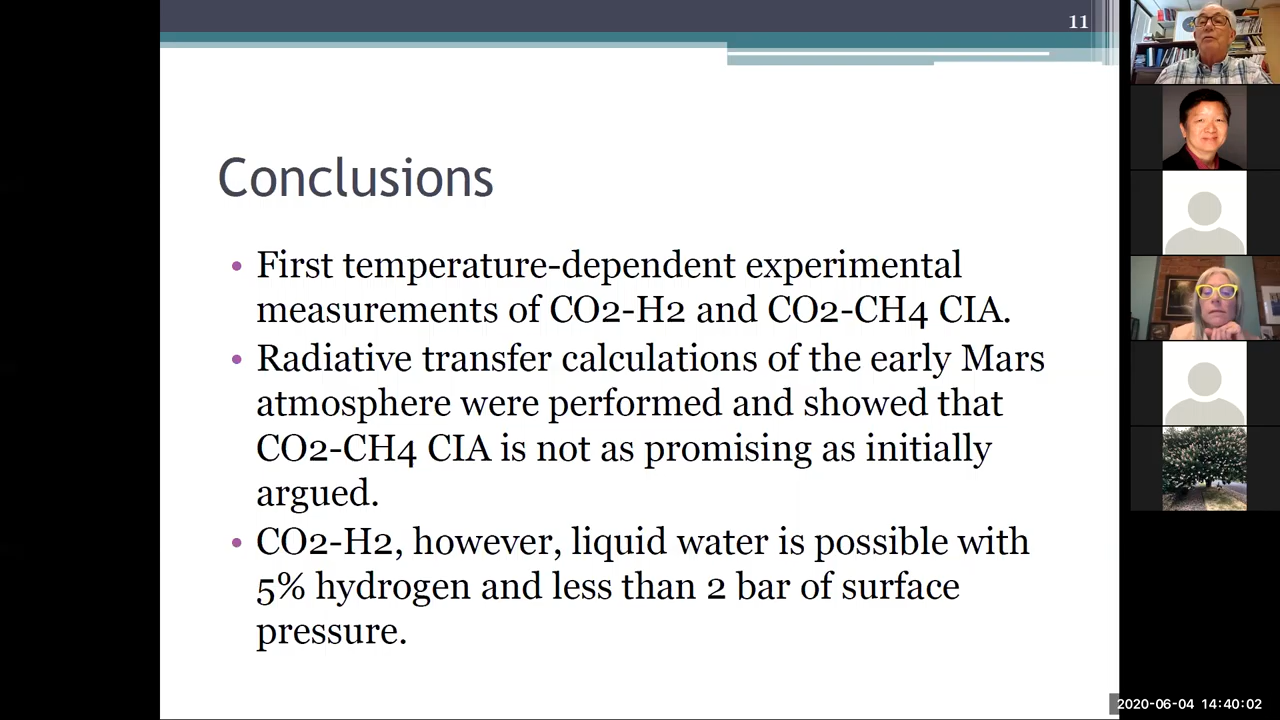 11
Conclusions
• First temperature-dependent experimental
measurements of CO2-H2 and CO2-CH4 CIA.
• Radiative transfer calculations of the early Mars
atmosphere were performed and showed that
CO2-CH4 CIA is not as promising as initially
argued.
• CO2-H2, however, liquid water is possible with
5% hydrogen and less than 2 bar of surface
pressure.
2020-06-04 14:40:02